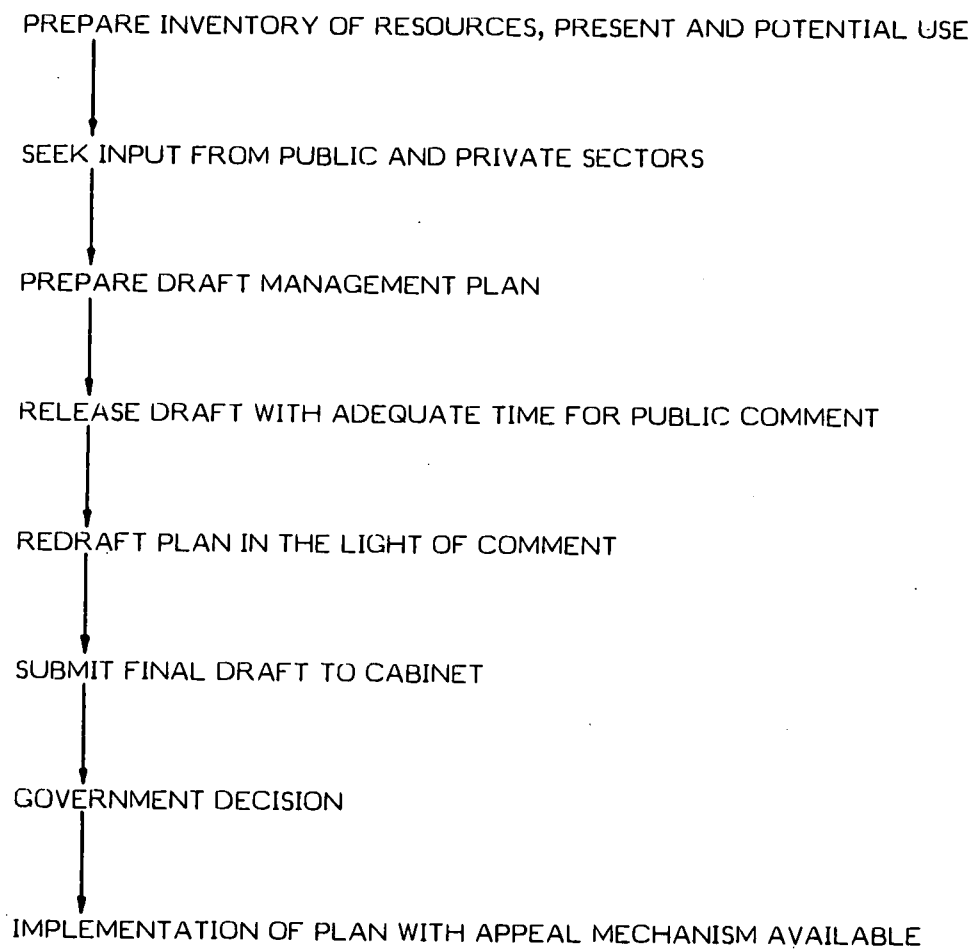 PREPARE INVENTORY OF RESOURCES, PRESENT AND POTENTIAL USE
SEEK INPUT FROM PUBLIC AND PRIVATE SECTORS
PREPARE DRAFT MANAGEMENT PLAN
RELEASE DRAFT WITH ADEQUATE TIME FOR PUBLIC COMMENT
REDRAFT PLAN IN THE LIGHT OF COMMENT
SUBMIT FINAL DRAFT TO CABINET
GOVERNMENT DECISION
IMPLEMENTATION OF PLAN WITH APPEAL MECHANISM AVAILABLE